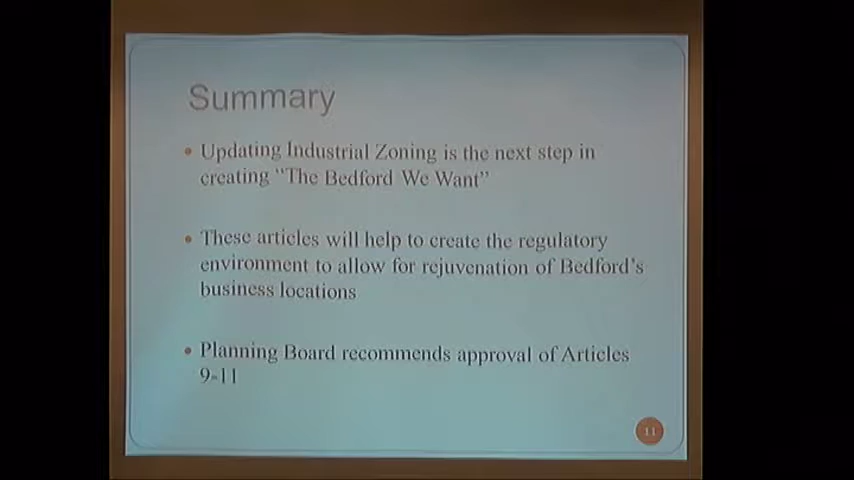 Summary
• Updating Industrial Zoning is the next step in
creating “The Bedford We Want”
• These articles will help to create the regulatory
environment to allow for rejuvenation of Bedford’s
business locations
• Planning Board recommends approval of Articles
9-11
11